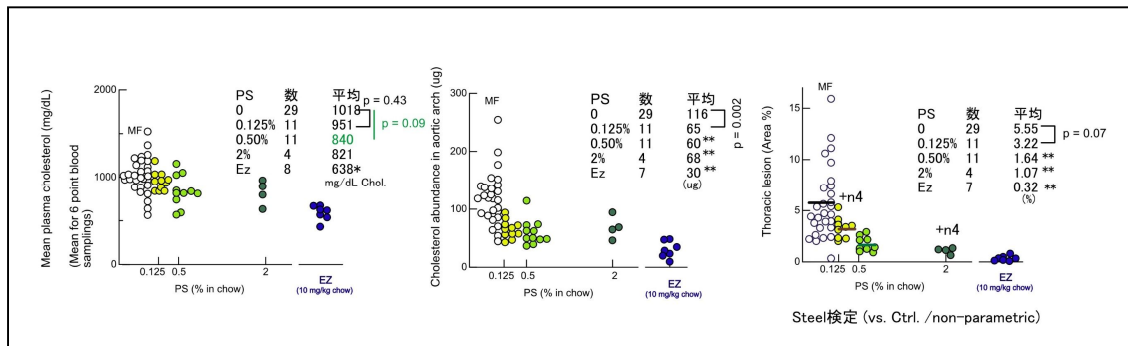 Mean plasma cholesterol (mg/dL)
(Mean for 6 point blood
samplings)
2000
1000
0
MF
PS 数 平均
0 29 1018
0.125% 11 951
0.50% 11 840
2% 4 821
Ez 8 638*
mg/dL Chol.
p = 0.43
p = 0.09
0.125 0.5 2
PS (% in chow)
EZ
(10 mg/kg chow)
Cholesterol abundance in aortic arch (ug)
300
200
100
0
MF
PS 数 平均
0 29 116
0.125% 11 65
0.50% 11 60**
2% 4 68**
Ez 7 30**
(ug)
p = 0.002
0.125 0.5 2
PS (% in chow)
EZ
(10 mg/kg chow)
Thoracic lesion (Area %)
15
10
5
0
MF
PS 数 平均
0 29 5.55
0.125% 11 3.22
0.50% 11 1.64 **
2% 4 1.07 **
Ez 7 0.32 **
(%)
p = 0.07
+n4
+n4
0.125 0.5 2
PS (% in chow)
EZ
(10 mg/kg chow)
Steel検定 (vs. Ctrl. /non-parametric)